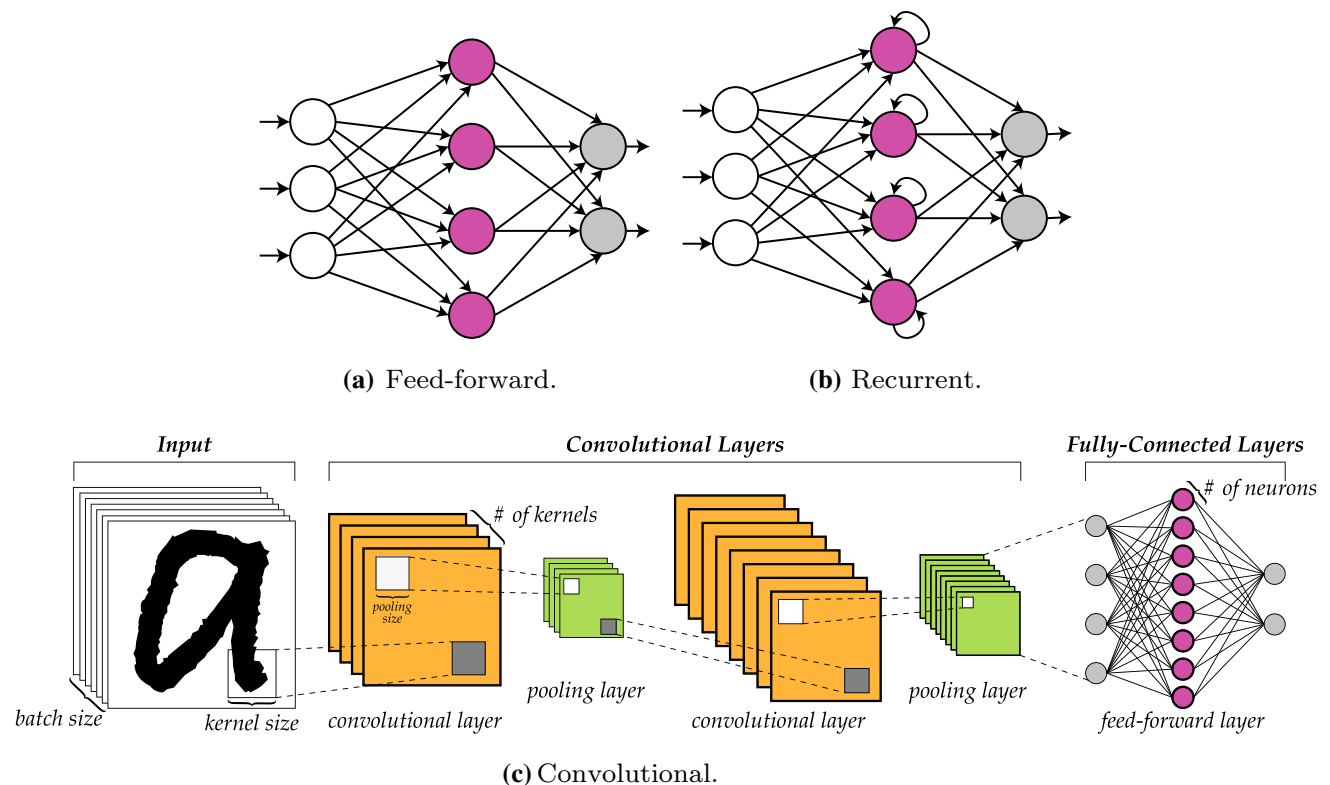 (a) Feed-forward.
(b) Recurrent.
Input
Convolutional Layers
Fully-Connected Layers
# of neurons
# of kernels
pooling
size
batch size
kernel size
convolutional layer
pooling layer
convolutional layer
pooling layer
feed-forward layer
(c) Convolutional.